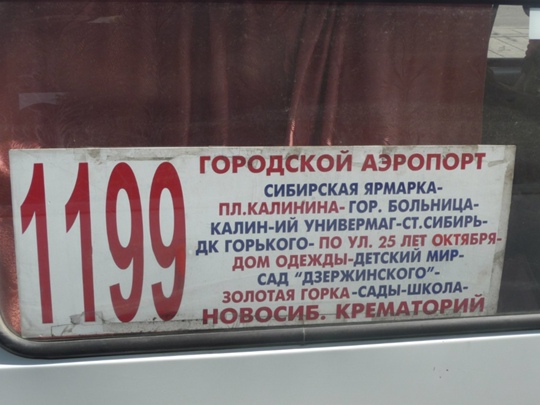 1199
ГОРОДСКОЙ АЭРОПОРТ
СИБИРСКАЯ ЯРМАРКА-
ПЛ.КАЛИНИНА- ГОР. БОЛЬНИЦА-
КАЛИН-ИЙ УНИВЕРМАГ-СТ.СИБИРЬ-
ДК ГОРЬКОГО- ПО УЛ. 25 ЛЕТ ОКТЯБРЯ-
ДОМ ОДЕЖДЫ-ДЕТСКИЙ МИР-
САД "ДЗЕРЖИНСКОГО"-
ЗОЛОТАЯ ГОРКА-САДЫ-ШКОЛА-
НОВОСИБ. КРЕМАТОРИЙ